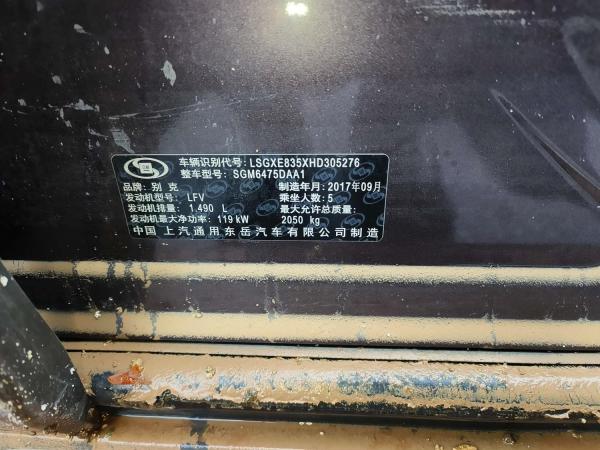 车辆识别代号: LSGXE835XHD305276
整车型号: SGM6475DAA1
品牌: 别克 制造年月: 2017年09月
发动机型号: LFV 乘坐人数: 5
发动机排量: 1.490 L 最大允许总质量:
发动机最大净功率: 119 kW 2050 kg
中国 上汽通用东岳汽车有限公司制造